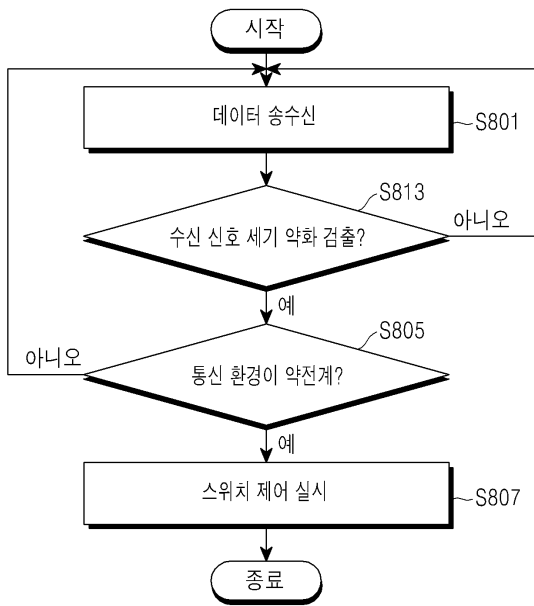 시작
데이터 송수신
S801
S813
수신 신호 세기 약화 검출?
아니오
예
S805
아니오
통신 환경이 약전계?
예
스위치 제어 실시
S807
종료